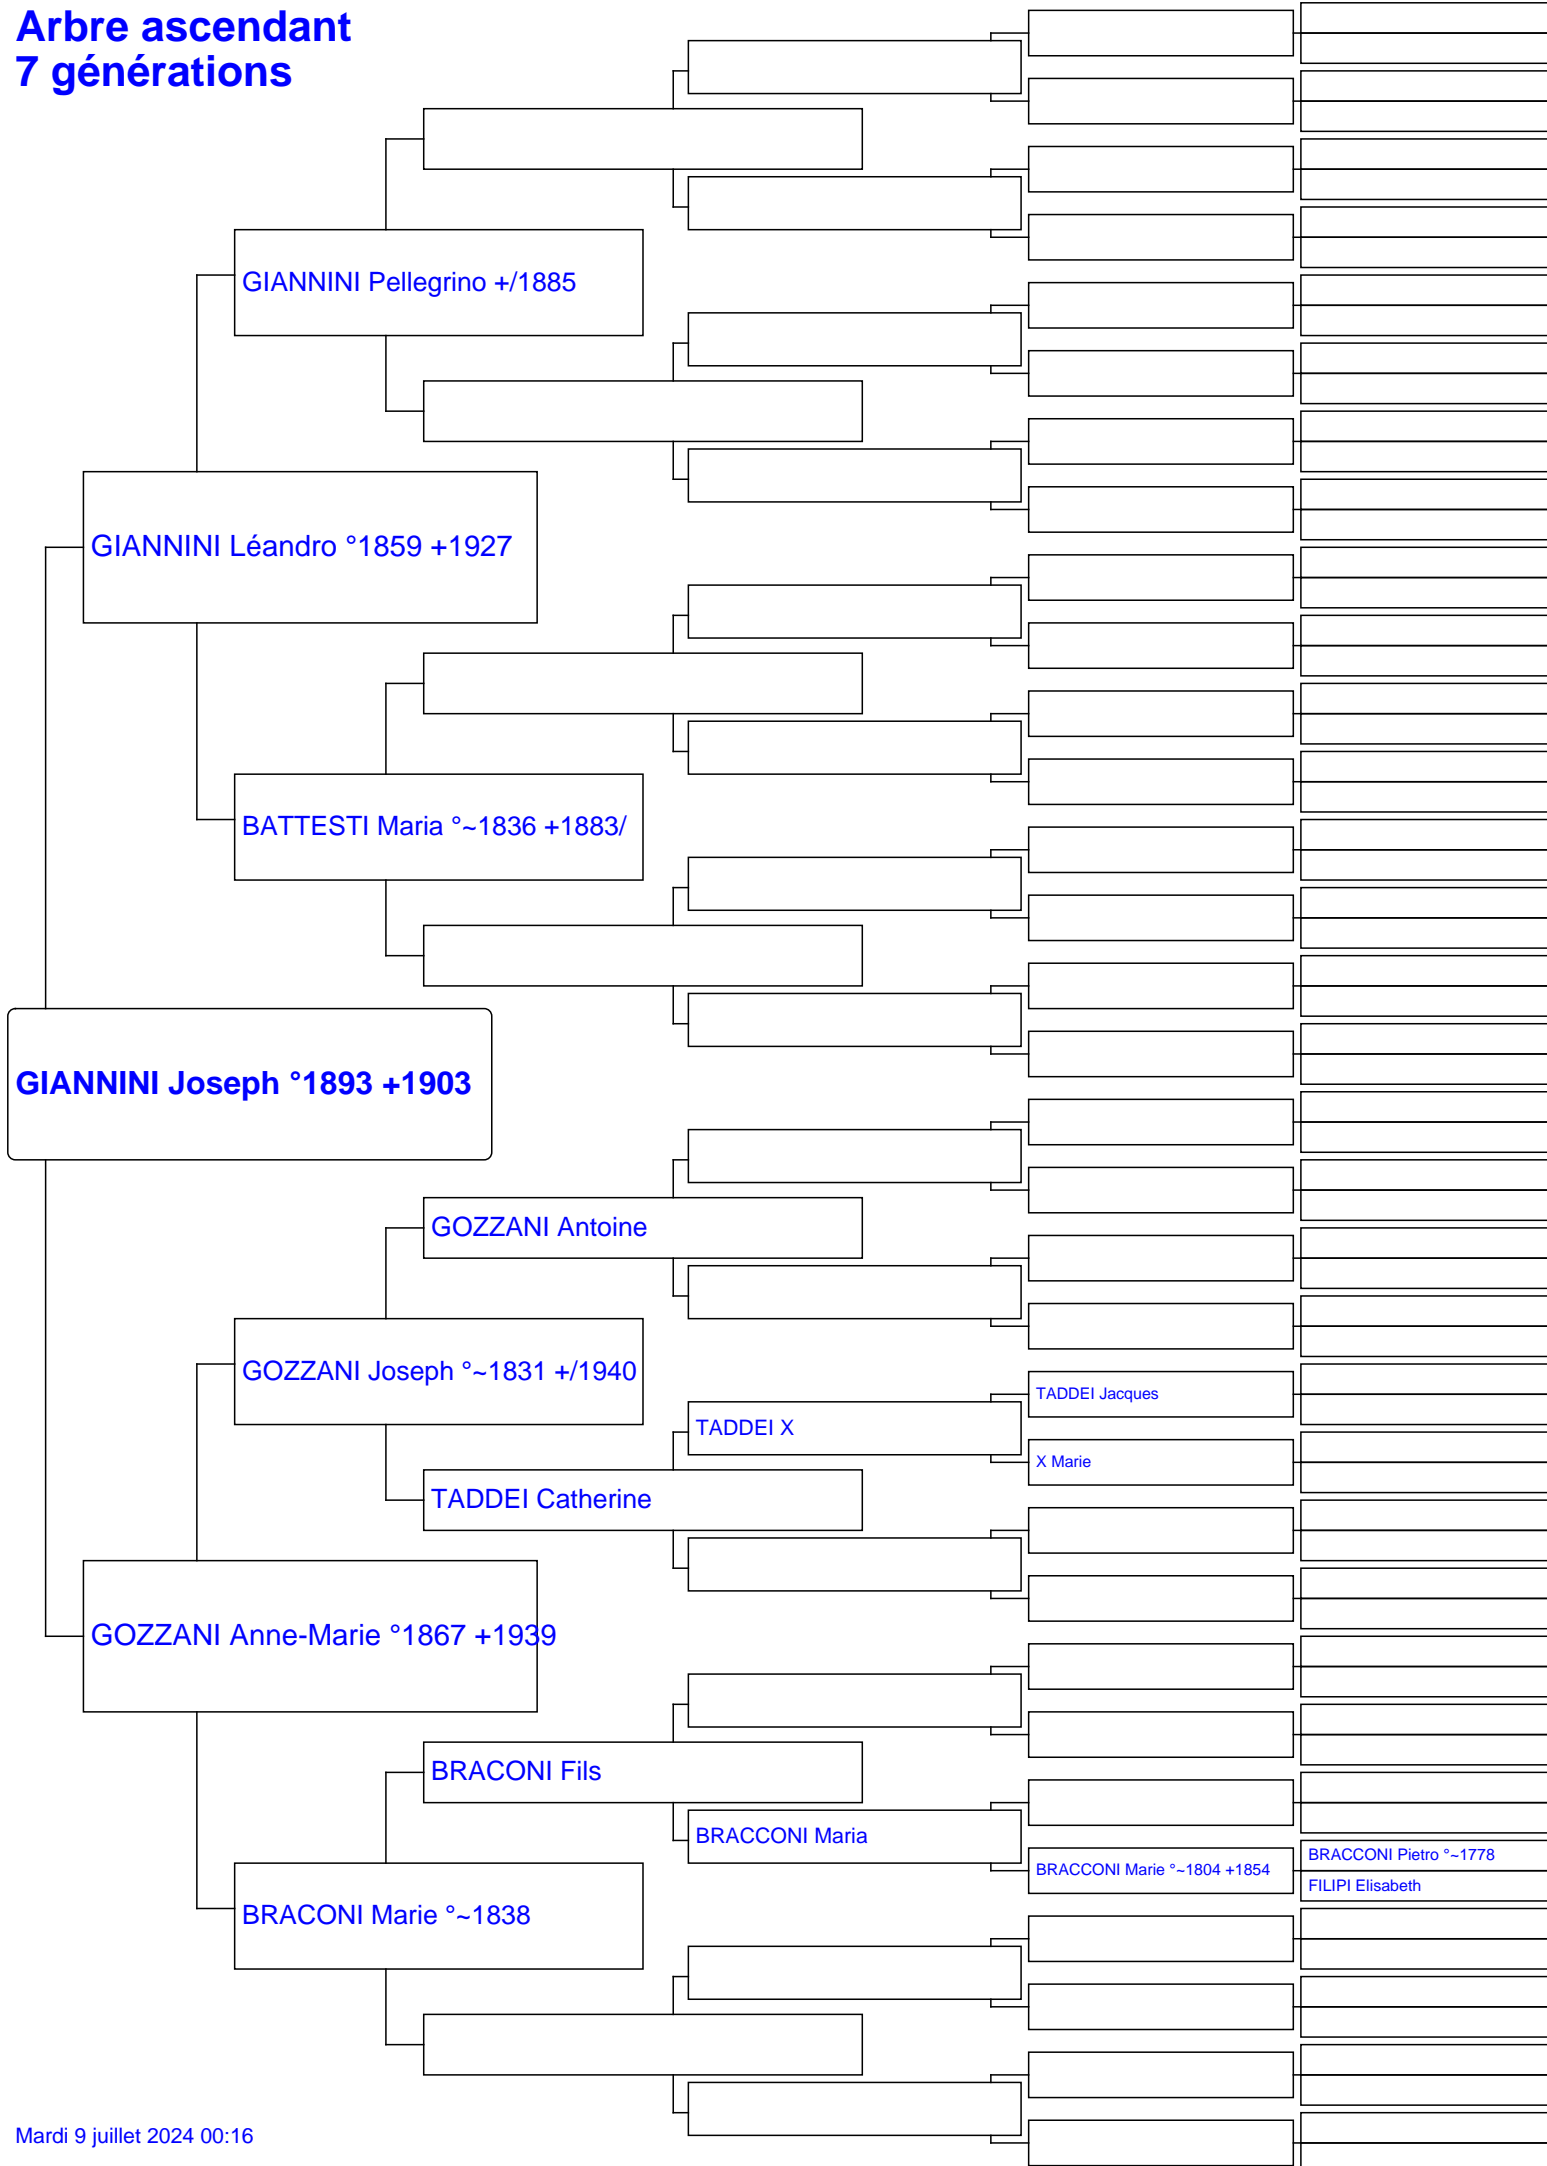 Arbre ascendant
7 générations
GIANNINI Pellegrino +/1885
GIANNINI Léandro °1859 +1927
BATTESTI Maria °~1836 +1883/
GIANNINI Joseph °1893 +1903
GOZZANI Antoine
GOZZANI Joseph °~1831 +/1940
TADDEI Jacques
TADDEI X
X Marie
TADDEI Catherine
GOZZANI Anne-Marie °1867 +1939
BRACONI Fils
BRACCONI Maria
BRACCONI Pietro °~1778
BRACCONI Marie °~1804 +1854
FILIPI Elisabeth
BRACONI Marie °~1838
Mardi 9 juillet 2024 00:16